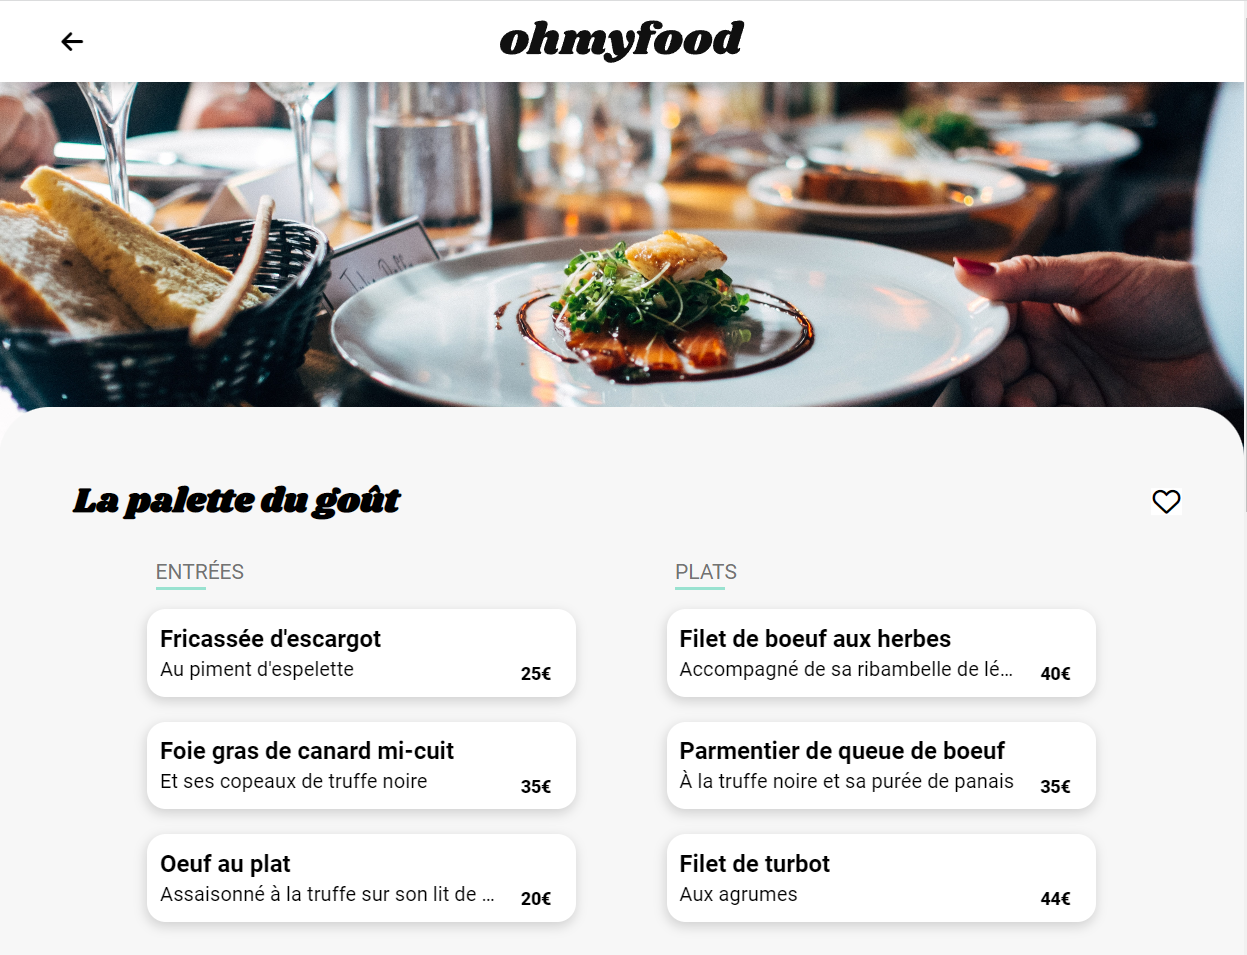 ohmyfood
La palette du goût
ENTRÉES
Fricassée d'escargot
Au piment d'espelette
25€
Foie gras de canard mi-cuit
Et ses copeaux de truffe noire
35€
Oeuf au plat
Assaisonné à la truffe sur son lit de ...
20€
PLATS
Filet de boeuf aux herbes
Accompagné de sa ribambelle de lé...
40€
Parmentier de queue de boeuf
À la truffe noire et sa purée de panais
35€
Filet de turbot
Aux agrumes
44€